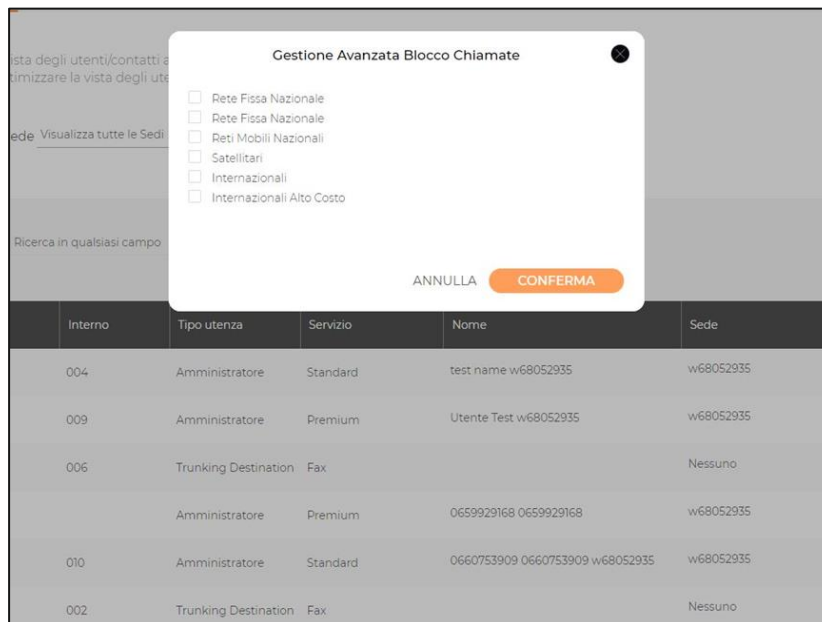 Gestione Avanzata Blocco Chiamate
ista degli utenti/contatti a
timizzare la vista degli ute
Rete Fissa Nazionale
Rete Fissa Nazionale
ede Visualizza tutte le Sedi
Reti Mobili Nazionali
Satellitari
Internazionali
Internazionali Alto Costo
Ricerca in qualsiasi campo
ANNULLA CONFERMA
Interno Tipo utenza Servizio Nome Sede
004 Amministratore Standard test name w68052935 w68052935
009 Amministratore Premium Utente Test w68052935 w68052935
006 Trunking Destination Fax Nessuno
Amministratore Premium 0659929168 0659929168 w68052935
010 Amministratore Standard 0660753909 0660753909 w68052935 w68052935
002 Trunking Destination Fax Nessuno